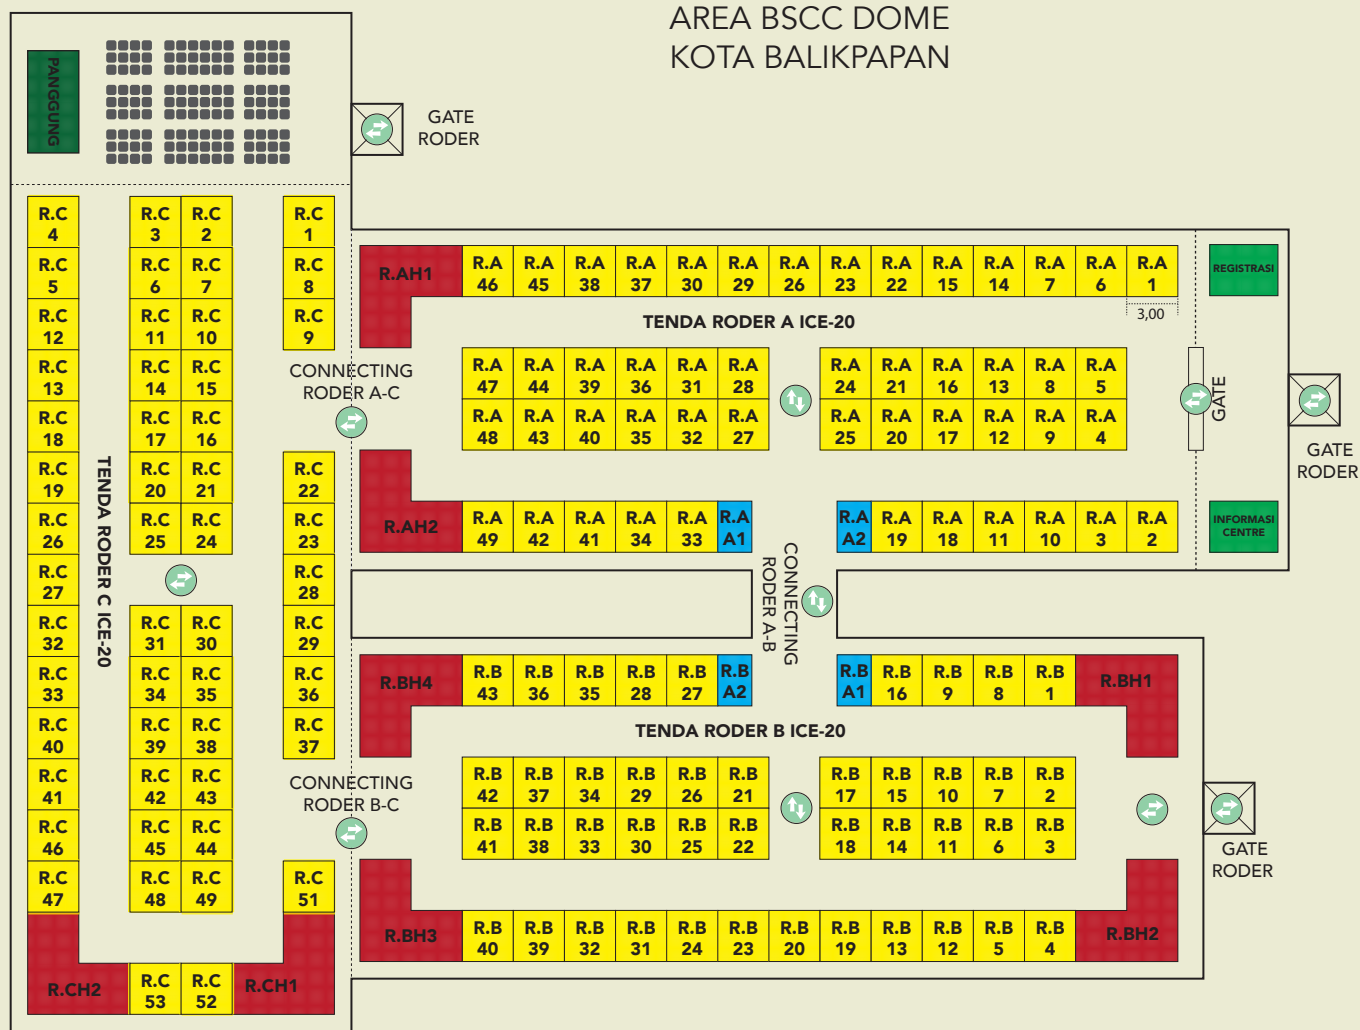 AREA BSCC DOME
KOTA BALIKPAPAN
PANGGUNG
GATE
RODER
R.C 4
R.C 3
R.C 2
R.C 1
R.C 5
R.C 6
R.C 7
R.C 8
R.C 12
R.C 11
R.C 10
R.C 9
R.C 13
R.C 14
R.C 15
R.C 18
R.C 17
R.C 16
R.C 19
R.C 20
R.C 21
R.C 22
R.C 26
R.C 25
R.C 24
R.C 23
R.C 27
R.C 28
R.C 32
R.C 31
R.C 30
R.C 29
R.C 33
R.C 34
R.C 35
R.C 36
R.C 40
R.C 39
R.C 38
R.C 37
R.C 41
R.C 42
R.C 43
R.C 46
R.C 45
R.C 44
R.C 47
R.C 48
R.C 49
R.C 51
R.CH2
R.C 53
R.C 52
R.CH1
TENDA RODER C ICE-20
CONNECTING
RODER A-C
CONNECTING
RODER B-C
R.AH1
R.A 46
R.A 45
R.A 38
R.A 37
R.A 30
R.A 29
R.A 26
R.A 23
R.A 22
R.A 15
R.A 14
R.A 7
R.A 6
R.A 1
REGISTRASI
3,00
TENDA RODER A ICE-20
R.A 47
R.A 44
R.A 39
R.A 36
R.A 31
R.A 28
R.A 24
R.A 21
R.A 16
R.A 13
R.A 8
R.A 5
R.A 48
R.A 43
R.A 40
R.A 35
R.A 32
R.A 27
R.A 25
R.A 20
R.A 17
R.A 12
R.A 9
R.A 4
GATE
GATE
RODER
R.AH2
R.A 49
R.A 42
R.A 41
R.A 34
R.A 33
R.A A1
R.A A2
R.A 19
R.A 18
R.A 11
R.A 10
R.A 3
R.A 2
INFORMASI
CENTRE
CONNECTING
RODER A-B
R.BH4
R.B 43
R.B 36
R.B 35
R.B 28
R.B 27
R.B A2
R.B A1
R.B 16
R.B 9
R.B 8
R.B 1
R.BH1
TENDA RODER B ICE-20
R.B 42
R.B 37
R.B 34
R.B 29
R.B 26
R.B 21
R.B 17
R.B 15
R.B 10
R.B 7
R.B 2
R.B 41
R.B 38
R.B 33
R.B 30
R.B 25
R.B 22
R.B 18
R.B 14
R.B 11
R.B 6
R.B 3
GATE
RODER
R.BH3
R.B 40
R.B 39
R.B 32
R.B 31
R.B 24
R.B 23
R.B 20
R.B 19
R.B 13
R.B 12
R.B 5
R.B 4
R.BH2